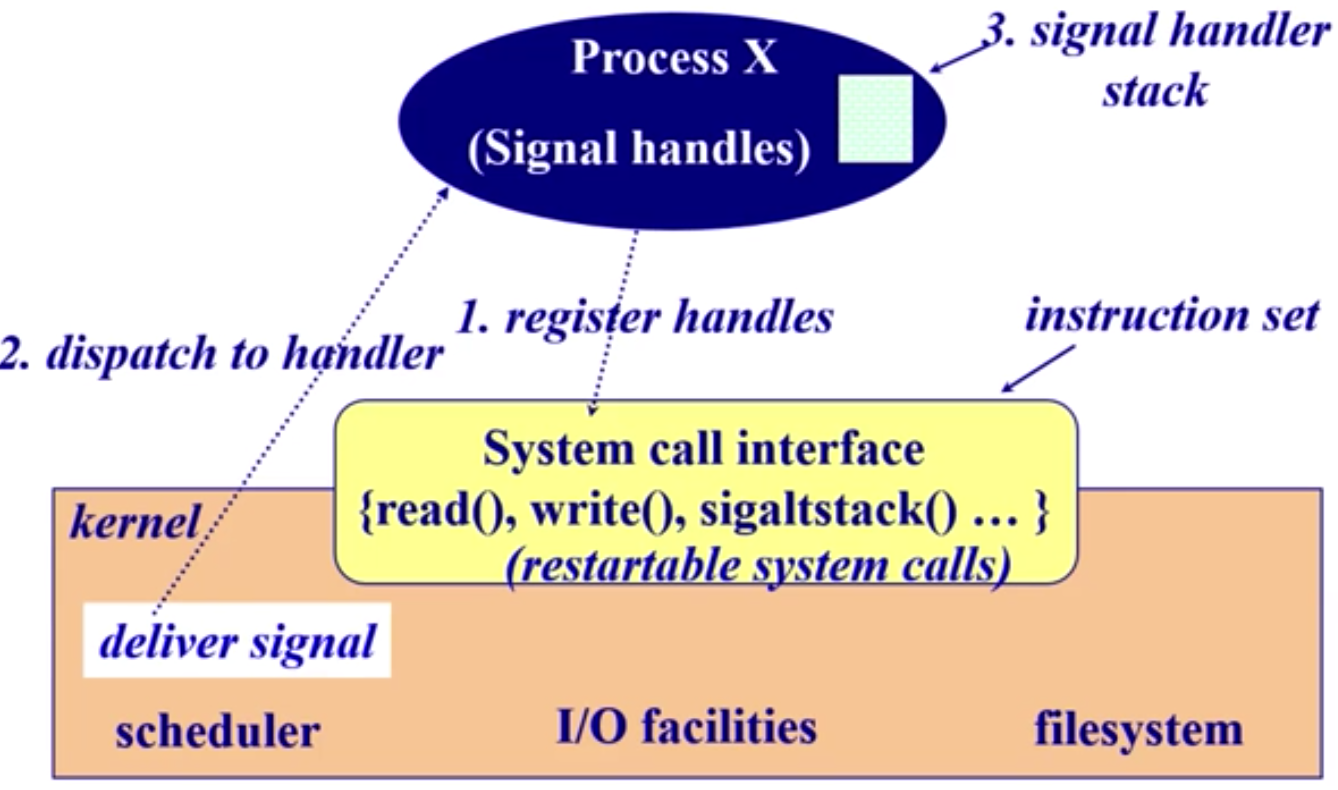 Process X
(Signal handles)
3. signal handler
stack
1. register handles
2. dispatch to handler
instruction set
System call interface
{read(), write(), sigaltstack() … }
(restartable system calls)
kernel
deliver signal
scheduler
I/O facilities
filesystem